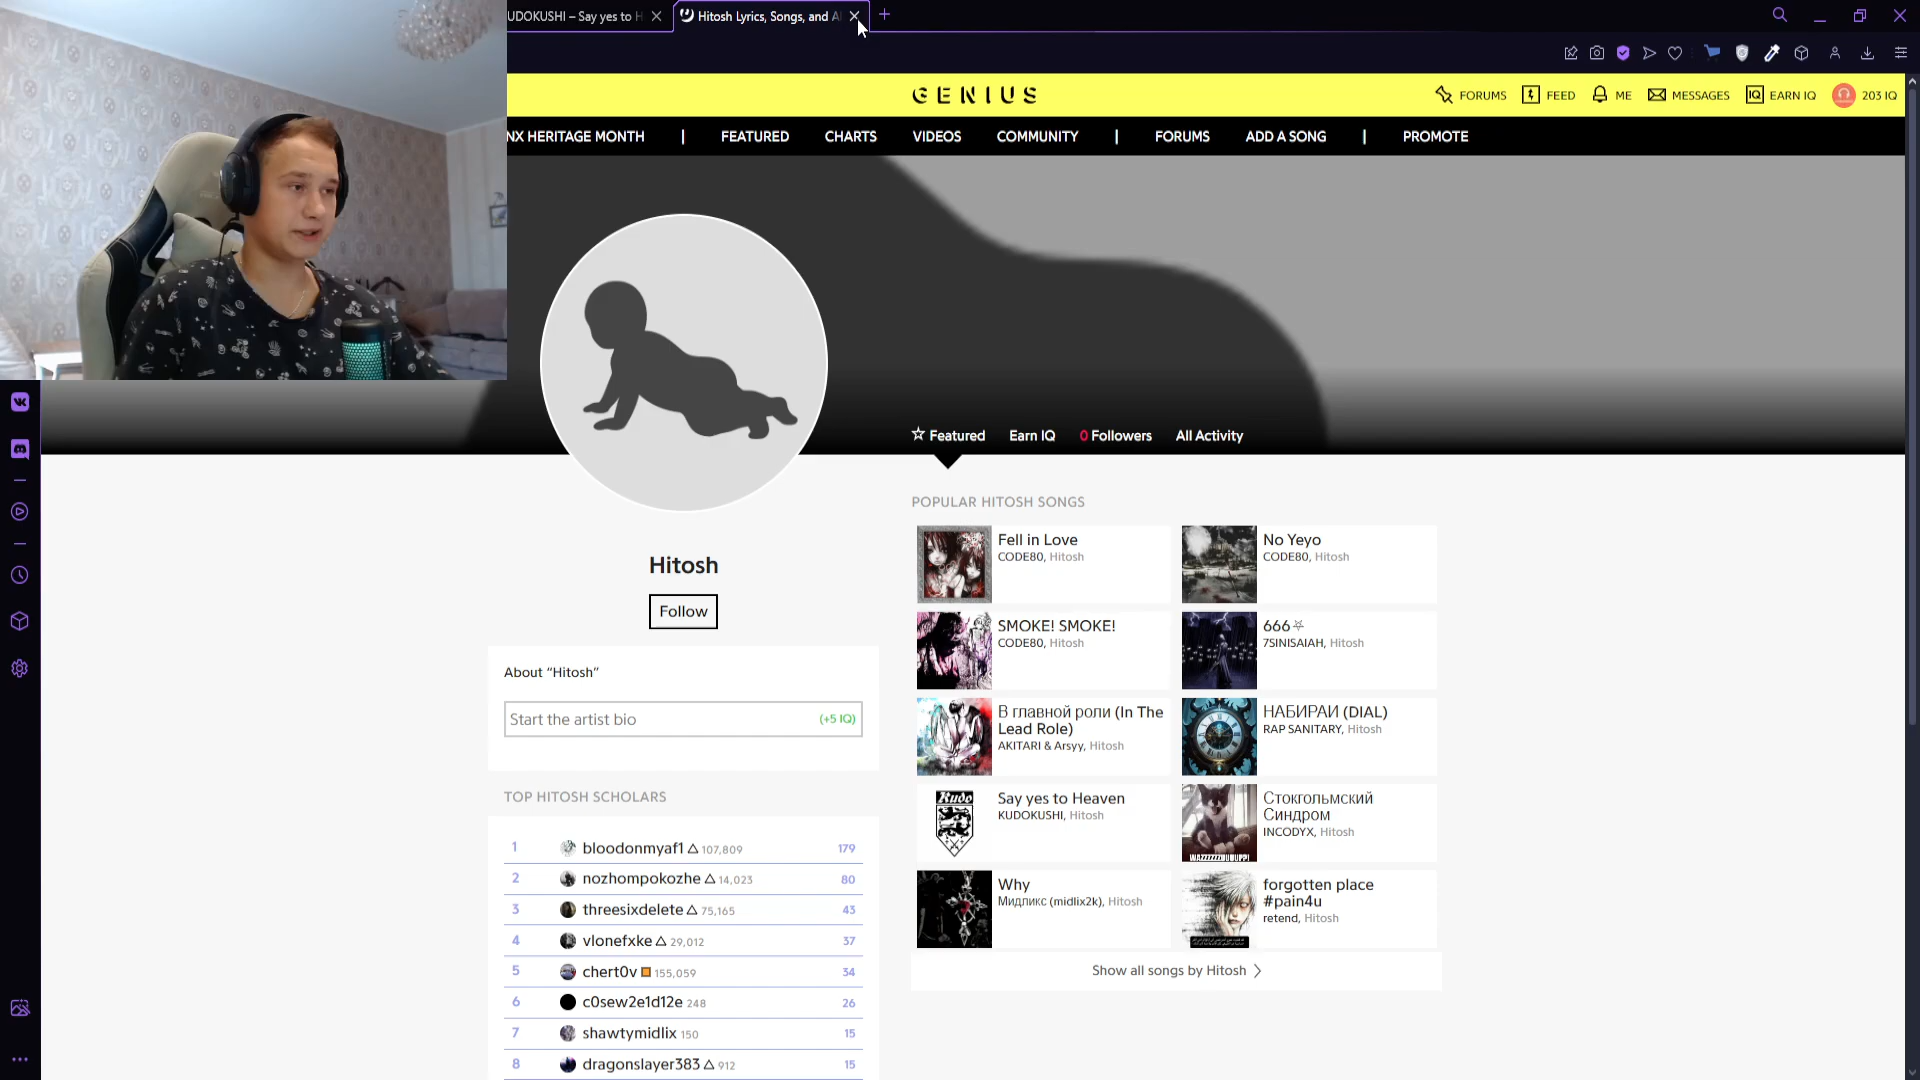 UDOKUSHI – Say yes to H
Hitosh Lyrics, Songs, and Al
GENIUS
FORUMS
FEED
ME
MESSAGES
IQ
EARN IQ
203 IQ
NX HERITAGE MONTH
|
FEATURED
CHARTS
VIDEOS
COMMUNITY
|
FORUMS
ADD A SONG
|
PROMOTE
Featured
Earn IQ
0 Followers
All Activity
Hitosh
Follow
About “Hitosh”
Start the artist bio
(+5 IQ)
TOP HITOSH SCHOLARS
1 bloodonmyaf1 107,809 179
2 nozhompokozhe 14,023 80
3 threesixdelete 75,165 43
4 vlonefxke 29,012 37
5 chert0v 155,059 34
6 c0sew2e1d12e 248 26
7 shawtymidlix 150 15
8 dragonslayer383 912 15
POPULAR HITOSH SONGS
Fell in Love
CODE80, Hitosh
No Yeyo
CODE80, Hitosh
SMOKE! SMOKE!
CODE80, Hitosh
666⛧
7SINISAIAH, Hitosh
В главной роли (In The
Lead Role)
AKITARI & Arsyy, Hitosh
НАБИРАИ (DIAL)
RAP SANITARY, Hitosh
Kudo
Say yes to Heaven
KUDOKUSHI, Hitosh
Стокгольмский
Синдром
INCODYX, Hitosh
Why
Мидликс (midlix2k), Hitosh
forgotten place
#pain4u
retend, Hitosh
Show all songs by Hitosh